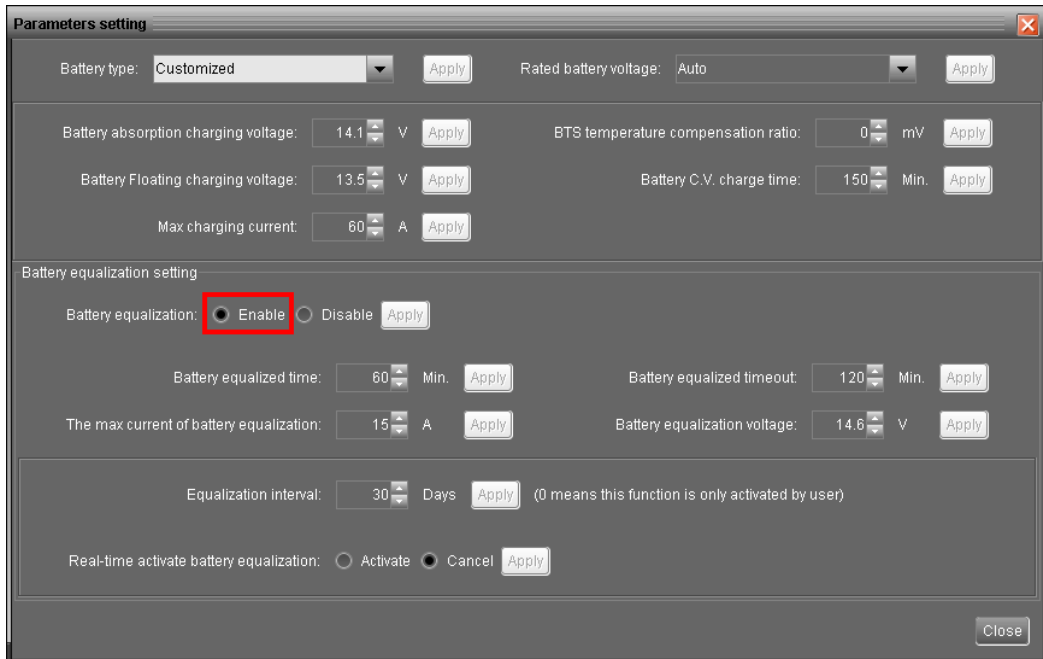 Parameters setting
Battery type: Customized Apply Rated battery voltage: Auto Apply
Battery absorption charging voltage: 14.1 V Apply BTS temperature compensation ratio: 0 mV Apply
Battery Floating charging voltage: 13.5 V Apply Battery C.V. charge time: 150 Min. Apply
Max charging current: 60 A Apply
Battery equalization setting
Battery equalization: Enable Disable Apply
Battery equalized time: 60 Min. Apply Battery equalized timeout: 120 Min. Apply
The max current of battery equalization: 15 A Apply Battery equalization voltage: 14.6 V Apply
Equalization interval: 30 Days Apply (0 means this function is only activated by user)
Real-time activate battery equalization: Activate Cancel Apply
Close